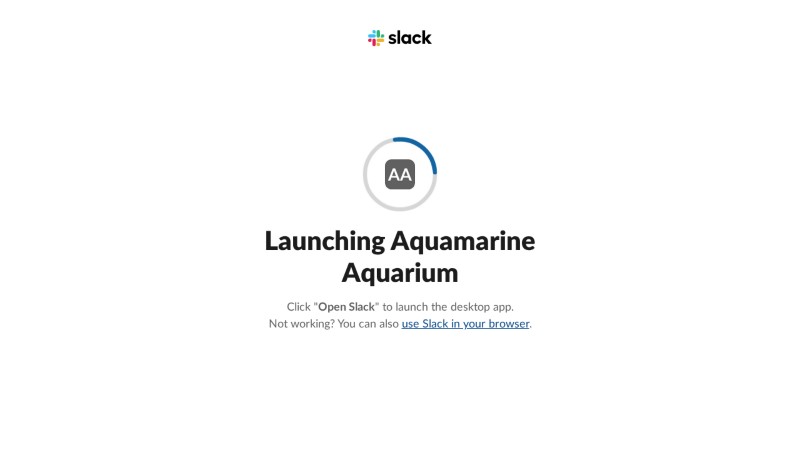 slack
AA
Launching Aquamarine
Aquarium
Click "Open Slack" to launch the desktop app.
Not working? You can also use Slack in your browser.